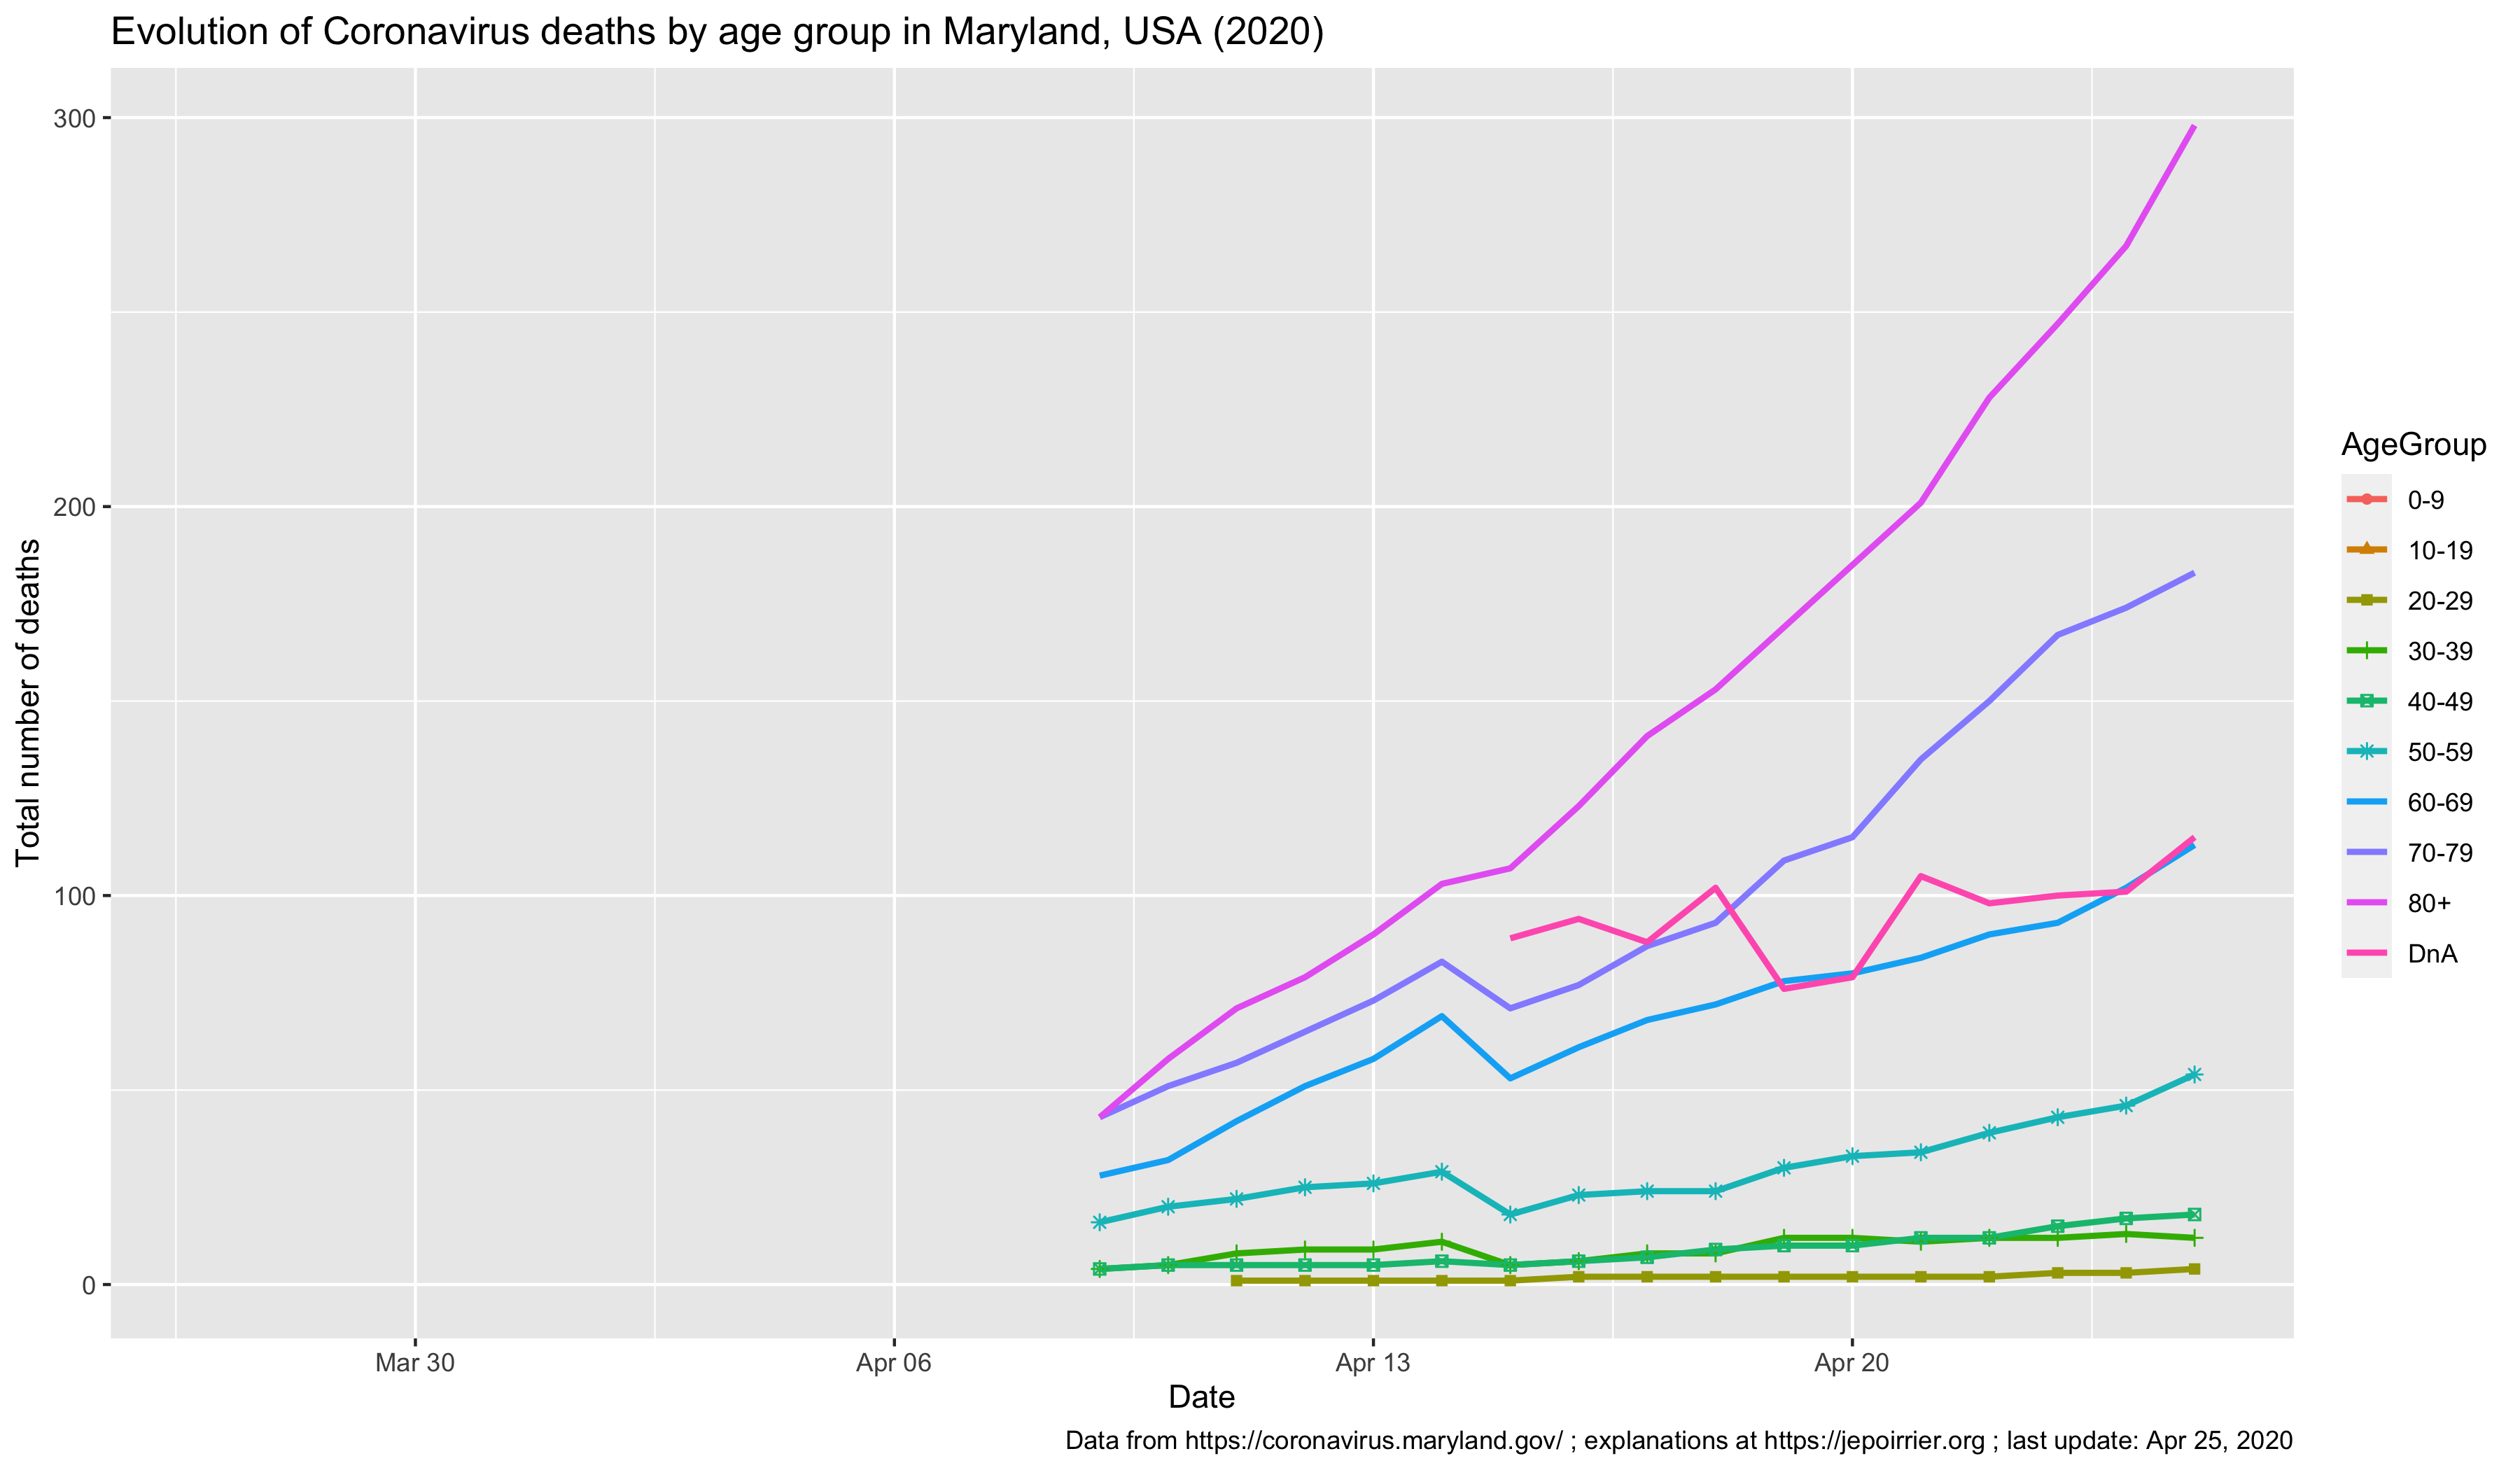 Evolution of Coronavirus deaths by age group in Maryland, USA (2020)
300
200
100
0
Total number of deaths
Mar 30
Apr 06
Apr 13
Apr 20
Date
AgeGroup
0-9
10-19
20-29
30-39
40-49
50-59
60-69
70-79
80+
DnA
Data from https://coronavirus.maryland.gov/ ; explanations at https://jepoirrier.org ; last update: Apr 25, 2020